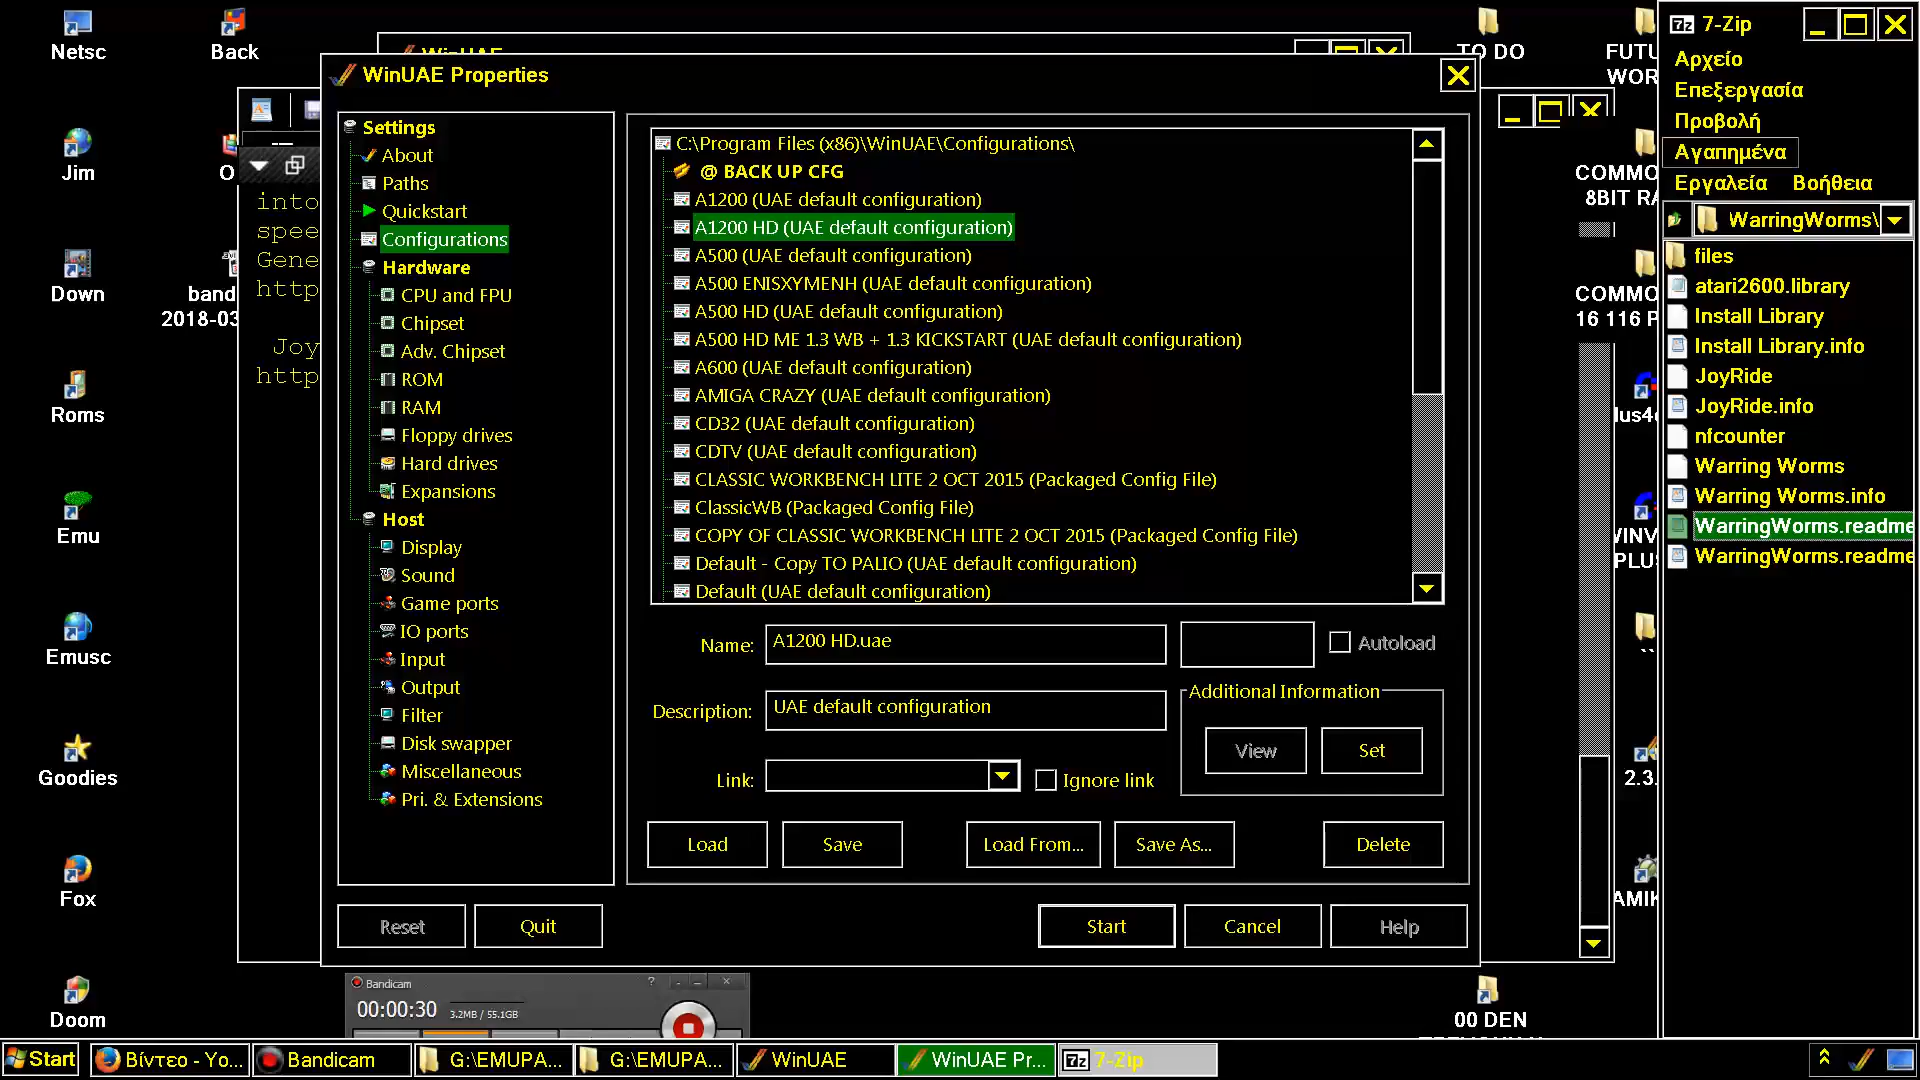 Netsc
Back
TO DO
Jim
Down
band
2018-03
Roms
Emu
Emusc
Goodies
Fox
Doom
00 DEN
COMMO
8BIT RA
COMMO
16 116 P
2.3.
WinUAE
into
spee
Gene
http
Joy
http
WinUAE Properties
Settings
About
Paths
Quickstart
Configurations
Hardware
CPU and FPU
Chipset
Adv. Chipset
ROM
RAM
Floppy drives
Hard drives
Expansions
Host
Display
Sound
Game ports
IO ports
Input
Output
Filter
Disk swapper
Miscellaneous
Pri. & Extensions
C:\Program Files (x86)\WinUAE\Configurations\
@ BACK UP CFG
A1200 (UAE default configuration)
A1200 HD (UAE default configuration)
A500 (UAE default configuration)
A500 ENISXYMENH (UAE default configuration)
A500 HD (UAE default configuration)
A500 HD ME 1.3 WB + 1.3 KICKSTART (UAE default configuration)
A600 (UAE default configuration)
AMIGA CRAZY (UAE default configuration)
CD32 (UAE default configuration)
CDTV (UAE default configuration)
CLASSIC WORKBENCH LITE 2 OCT 2015 (Packaged Config File)
ClassicWB (Packaged Config File)
COPY OF CLASSIC WORKBENCH LITE 2 OCT 2015 (Packaged Config File)
Default - Copy TO PALIO (UAE default configuration)
Default (UAE default configuration)
Name: A1200 HD.uae
Autoload
Description: UAE default configuration
Additional Information
View Set
Link:
Ignore link
Load Save Load From... Save As... Delete
Reset Quit Start Cancel Help
7-Zip
Αρχείο
Επεξεργασία
Προβολή
Αγαπημένα
Εργαλεία Βοήθεια
WarringWorms\
files
atari2600.library
Install Library
Install Library.info
JoyRide
JoyRide.info
nfcounter
Warring Worms
Warring Worms.info
WarringWorms.readme
WarringWorms.readme
Bandicam
00:00:30
3.2MB / 55.1GB
Start
Βίντεο - Yo...
Bandicam
G:\EMUPA...
G:\EMUPA...
WinUAE
WinUAE Pr...
7-Zip